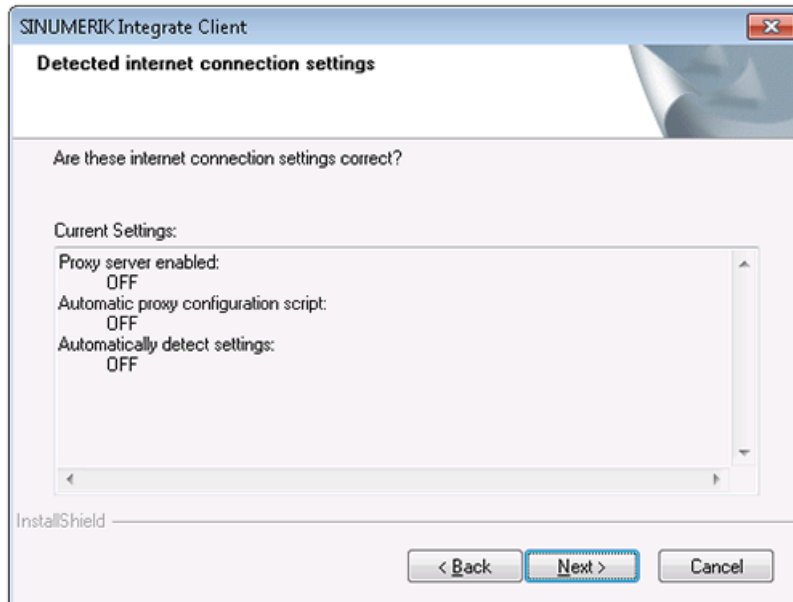 SINUMERIK Integrate Client
Detected internet connection settings
Are these internet connection settings correct?
Current Settings:
Proxy server enabled:
OFF
Automatic proxy configuration script:
OFF
Automatically detect settings:
OFF
InstallShield
< Back Next > Cancel